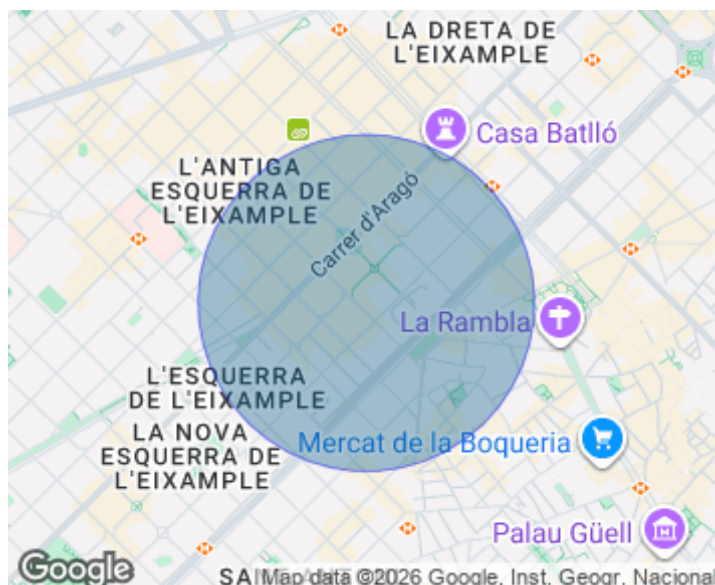 LA DRETA DE
L'EIXAMPLE
Casa Batlló
L'ANTIGA
ESQUERRA DE
L'EIXAMPLE
Carrer d'Aragó
La Rambla
L'ESQUERRA
DE L'EIXAMPLE
LA NOVA
ESQUERRA DE
L'EIXAMPLE
Mercat de la Boqueria
Palau Güell
Google
Map data ©2026 Google, Inst. Geogr. Nacional